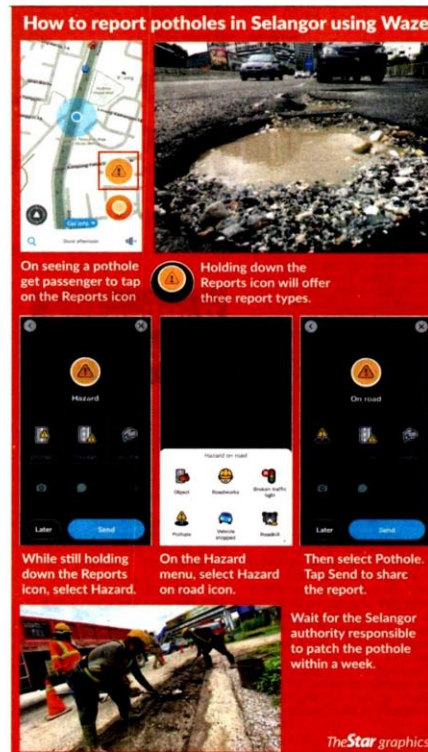 How to report potholes in Selangor using Waze
Car info
Good afternoon
On seeing a pothole
get passenger to tap
on the Reports icon
Holding down the
Reports icon will offer
three report types.
Hazard
Later
Send
Hazard on road
Object
Roadworks
Broken traffic
light
Pothole
Vehicle
stopped
Roadkill
On road
Later
Send
While still holding
down the Reports
icon, select Hazard.
On the Hazard
menu, select Hazard
on road icon.
Then select Pothole.
Tap Send to share
the report.
Wait for the Selangor
authority responsible
to patch the pothole
within a week.
TheStar graphics